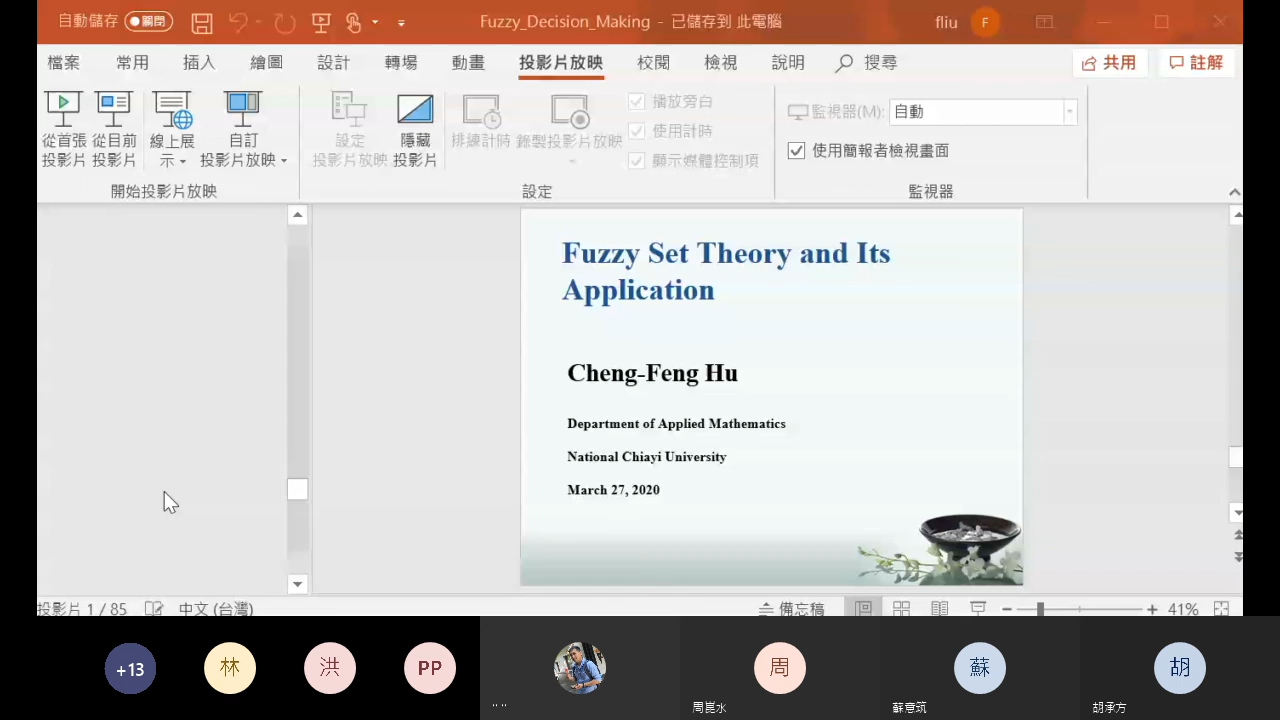 自動儲存 關閉 Fuzzy_Decision_Making - 已儲存到 此電腦 fliu F
檔案 常用 插入 繪圖 設計 轉場 動畫 投影片放映 校閱 檢視 說明 搜尋 共用 註解
從首張
投影片
從目前
投影片
線上展
示
自訂
投影片放映
設定
投影片放映
隱藏
投影片
排練計時
錄製投影片放映
播放旁白
使用計時
顯示媒體控制項
監視器(M): 自動
使用簡報者檢視畫面
開始投影片放映 設定 監視器
Fuzzy Set Theory and Its
Application
Cheng-Feng Hu
Department of Applied Mathematics
National Chiayi University
March 27, 2020
投影片 1 / 85 中文 (台灣) 備忘稿 41%
+13 林 洪 PP 周 蘇 胡